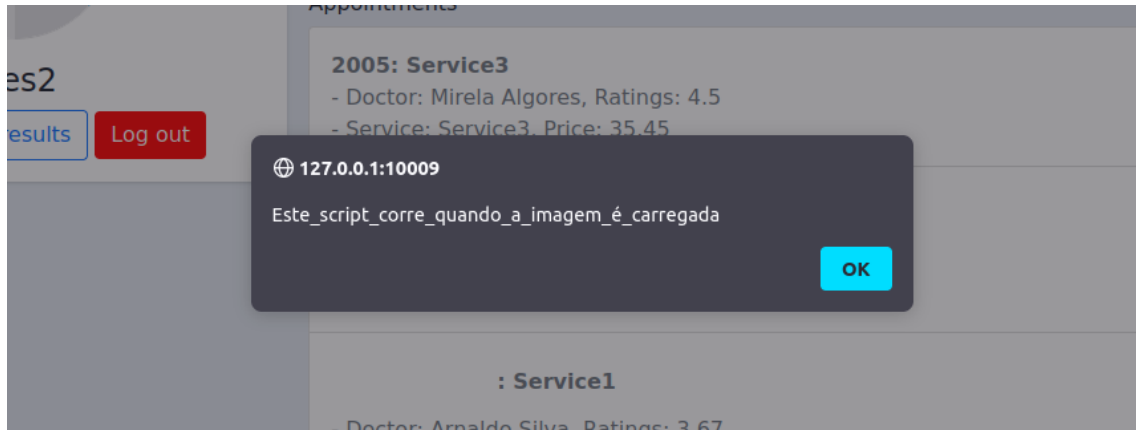 Appointments
2005: Service3
es2
- Doctor: Mirela Algores, Ratings: 4.5
esults
Log out
- Service: Service3, Price: 35.45
127.0.0.1:10009
Este_script_corre_quando_a_imagem_é_carregada
OK
: Service1
- Doctor: Arnaldo Silva, Ratings: 3.67